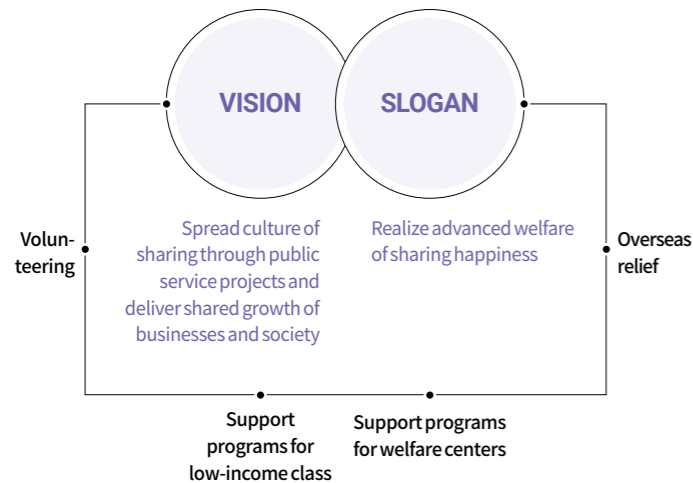 VISION
SLOGAN
Spread culture of
sharing through public
service projects and
deliver shared growth of
businesses and society
Realize advanced welfare
of sharing happiness
Volun-
teering
Overseas
relief
Support
programs for
low-income class
Support programs
for welfare centers